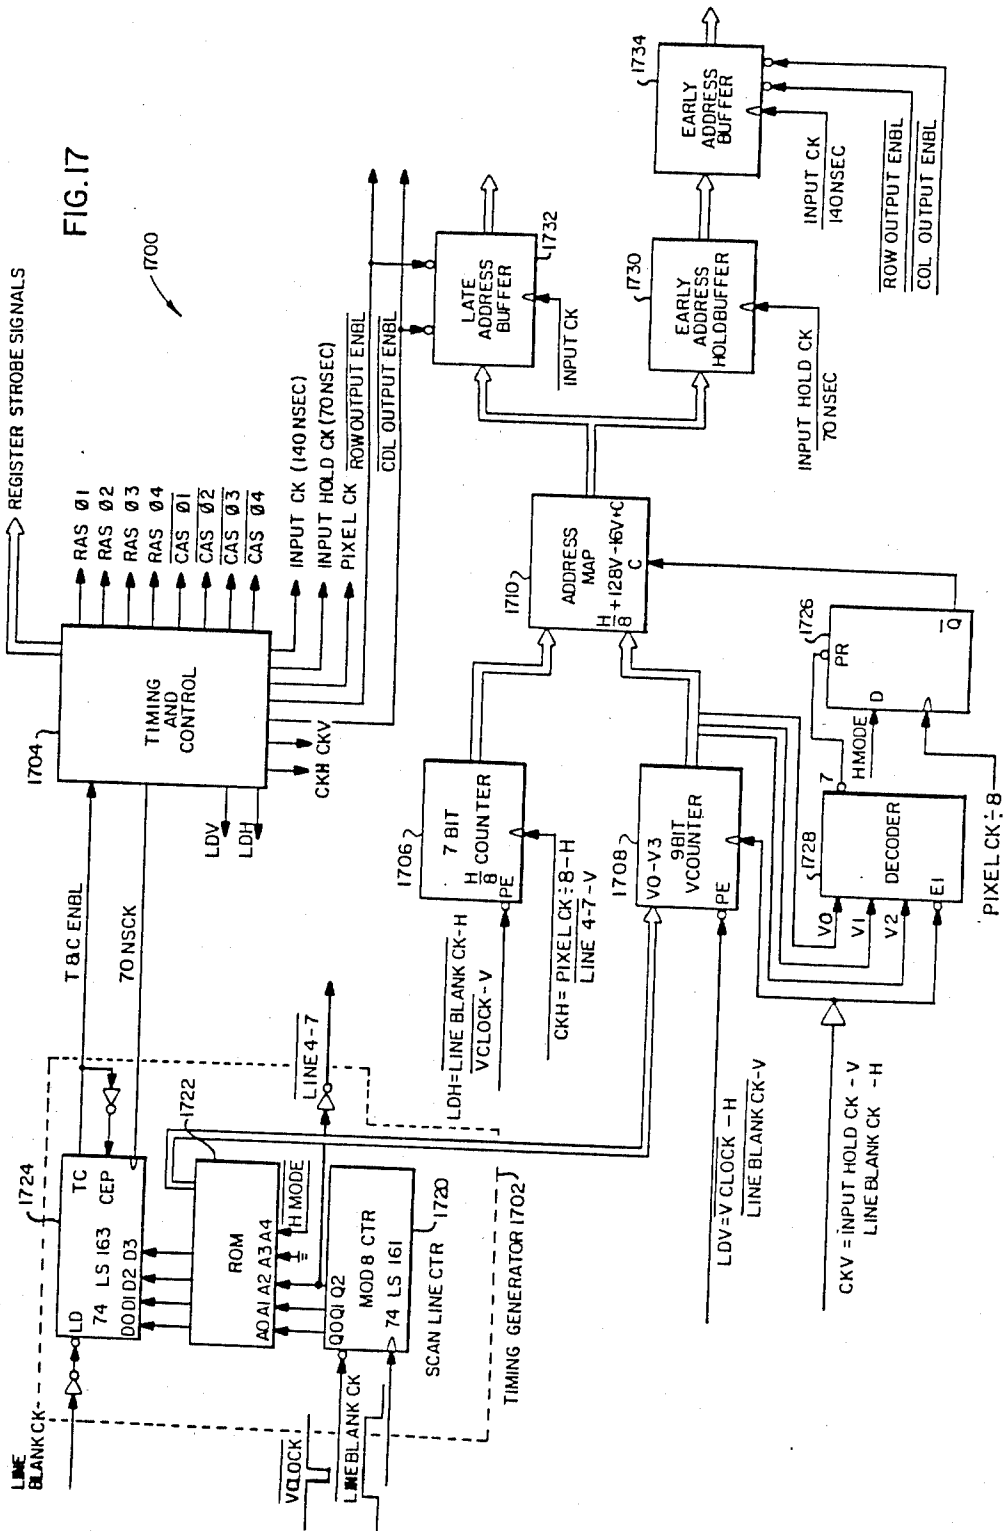 FIG.17
1700
REGISTER STROBE SIGNALS
RAS Ø1
RAS Ø2
RAS Ø3
RAS Ø4
CAS Ø1
CAS Ø2
CAS Ø3
CAS Ø4
INPUT CK (140 NSEC)
INPUT HOLD CK (70 NSEC)
PIXEL CK
ROW OUTPUT ENBL
CDL OUTPUT ENBL
1704
TIMING
AND
CONTROL
LDV
LDH
CKH
CKV
T&C ENBL
70 NSCK
1724
LD
TC
CEP
74 LS 163
D0 D1 D2 D3
LINE
BLANK CK
1722
ROM
A0 A1 A2 A3 A4
H MODE
LINE 4-7
Q0 Q1 Q2
MOD 8 CTR
74 LS 161
1720
SCAN LINE CTR
TIMING GENERATOR 1702
VCLOCK
LINE BLANK CK
1706
7 BIT
H/8 COUNTER
PE
LDH=LINE BLANK CK-H
VCLOCK-V
CKH= PIXEL CK÷8-H
LINE 4-7-V
1708
V0-V3
9BIT
VCOUNTER
PE
LDV=V CLOCK -H
LINE BLANK CK-V
CKV = INPUT HOLD CK - V
LINE BLANK CK -H
1710
ADDRESS
MAP
H/8 +128V-16V+C
C
1726
PR
D
Q
HMODE
PIXEL CK÷8
1728
DECODER
7
E1
V0
V1
V2
1732
LATE
ADDRESS
BUFFER
INPUT CK
1730
EARLY
ADDRESS
HOLDBUFFER
INPUT HOLD CK
70 NSEC
1734
EARLY
ADDRESS
BUFFER
INPUT CK
140NSEC
ROW OUTPUT ENBL
COL OUTPUT ENBL